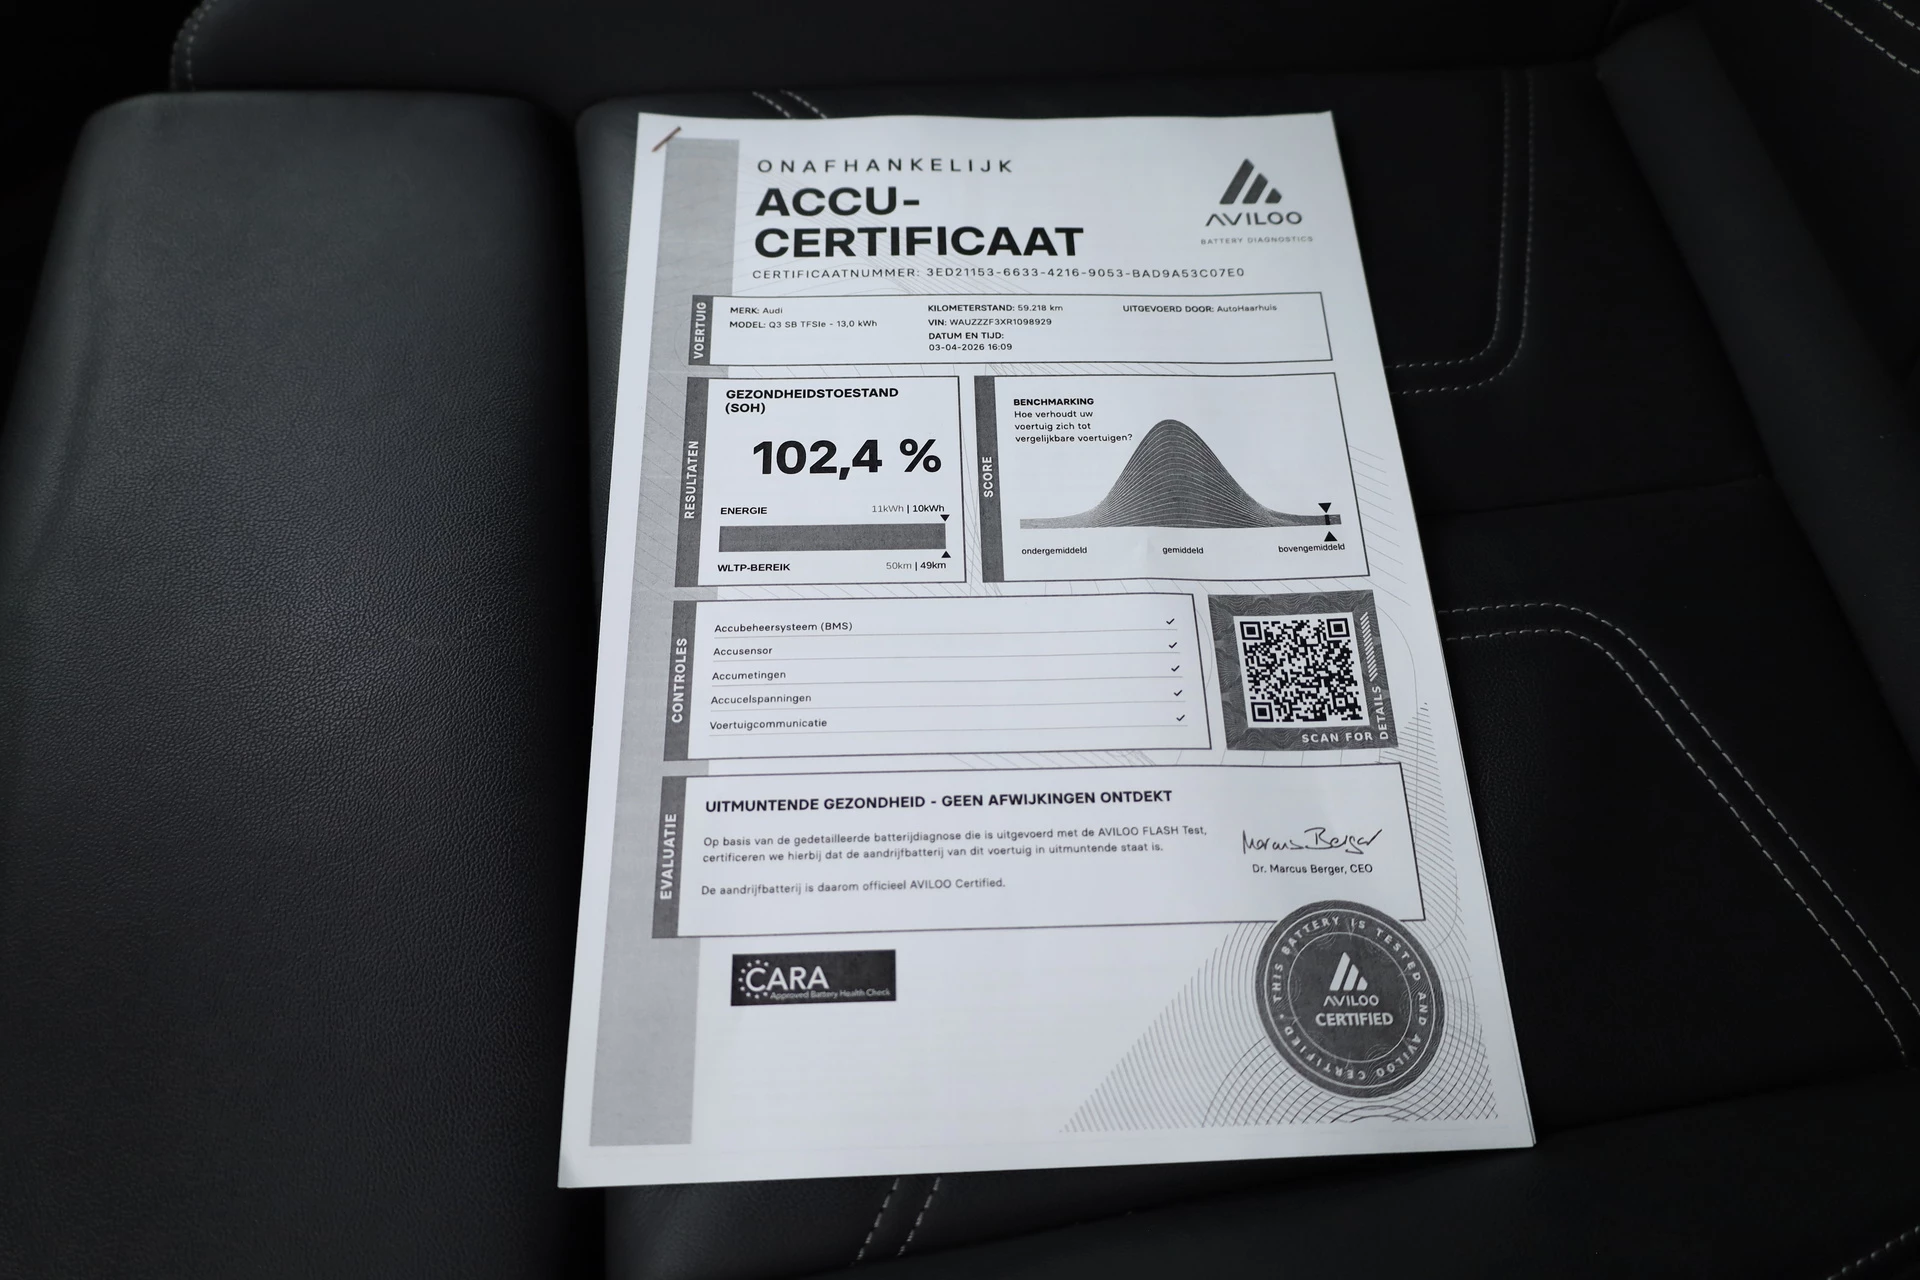 ONAFHANKELIJK
ACCU-
CERTIFICAAT
CERTIFICAATNUMMER: 3ED21153-6633-4216-9053-BAD9A53C07E0
AVILOO
BATTERY DIAGNOSTICS
VOERTUIG
MERK: Audi
MODEL: Q3 SB TFSIe - 13,0 kWh
KILOMETERSTAND: 59.218 km
VIN: WAUZZZF3XR1098929
DATUM EN TIJD:
03-04-2026 16:09
UITGEVOERD DOOR: AutoHaarhuis
RESULTATEN
GEZONDHEIDSTOESTAND
(SOH)
102,4 %
ENERGIE 11kWh | 10kWh
WLTP-BEREIK 50km | 49km
SCORE
BENCHMARKING
Hoe verhoudt uw
voertuig zich tot
vergelijkbare voertuigen?
ondergemiddeld gemiddeld bovengemiddeld
CONTROLES
Accubeheersysteem (BMS)
Accusensor
Accumetingen
Accucelspanningen
Voertuigcommunicatie
SCAN FOR DETAILS
EVALUATIE
UITMUNTENDE GEZONDHEID - GEEN AFWIJKINGEN ONTDEKT
Op basis van de gedetailleerde batterijdiagnose die is uitgevoerd met de AVILOO FLASH Test,
certificeren we hierbij dat de aandrijfbatterij van dit voertuig in uitmuntende staat is.
De aandrijfbatterij is daarom officieel AVILOO Certified.
Marcus Berger
Dr. Marcus Berger, CEO
CARA
Approved Battery Health Check
THIS BATTERY IS TESTED AND AVILOO CERTIFIED
AVILOO
CERTIFIED